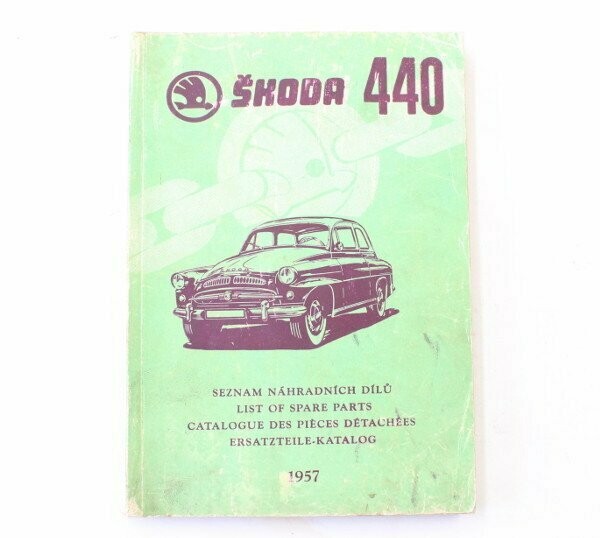 ŠKODA 440
SEZNAM NÁHRADNÍCH DÍLŮ
LIST OF SPARE PARTS
CATALOGUE DES PIÈCES DÉTACHÉES
ERSATZTEILE-KATALOG
1957